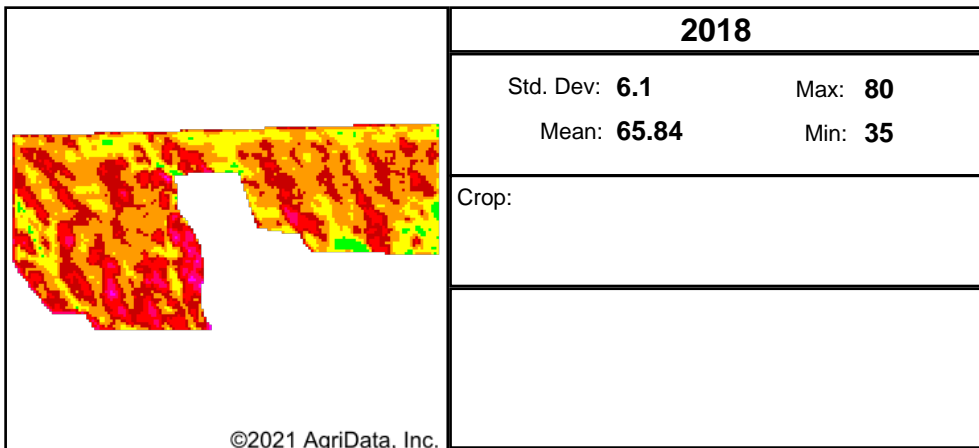 2018
Std. Dev: 6.1 Max: 80
Mean: 65.84 Min: 35
Crop:
©2021 AgriData, Inc.